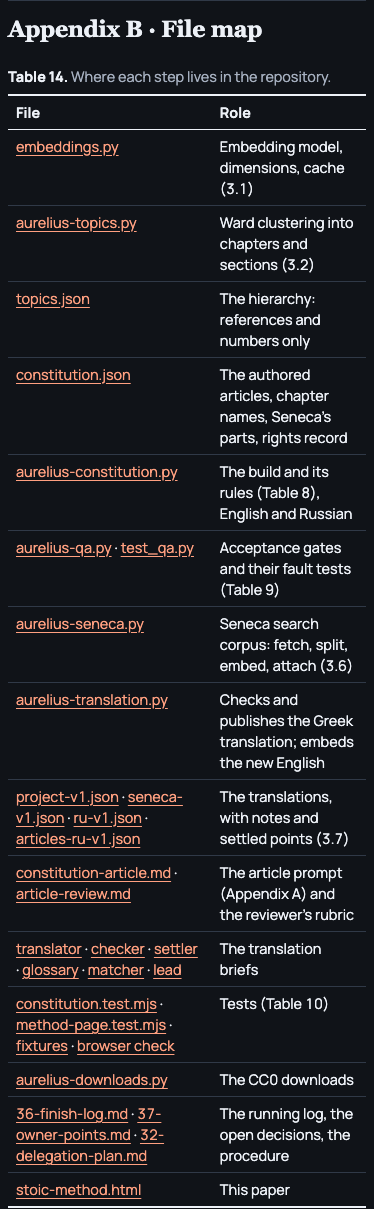 Appendix B · File map
Table 14. Where each step lives in the repository.
File Role
embeddings.py Embedding model,
dimensions, cache
(3.1)
aurelius-topics.py Ward clustering into
chapters and
sections (3.2)
topics.json The hierarchy:
references and
numbers only
constitution.json The authored
articles, chapter
names, Seneca's
parts, rights record
aurelius-constitution.py The build and its
rules (Table 8),
English and Russian
aurelius-qa.py · test_qa.py Acceptance gates
and their fault tests
(Table 9)
aurelius-seneca.py Seneca search
corpus: fetch, split,
embed, attach (3.6)
aurelius-translation.py Checks and
publishes the Greek
translation; embeds
the new English
project-v1.json · seneca- The translations,
v1.json · ru-v1.json · with notes and
articles-ru-v1.json settled points (3.7)
constitution-article.md · The article prompt
article-review.md (Appendix A) and
the reviewer's rubric
translator · checker · settler The translation
· glossary · matcher · lead briefs
constitution.test.mjs · Tests (Table 10)
method-page.test.mjs ·
fixtures · browser check
aurelius-downloads.py The CC0 downloads
36-finish-log.md · 37- The running log, the
owner-points.md · 32- open decisions, the
delegation-plan.md procedure
stoic-method.html This paper